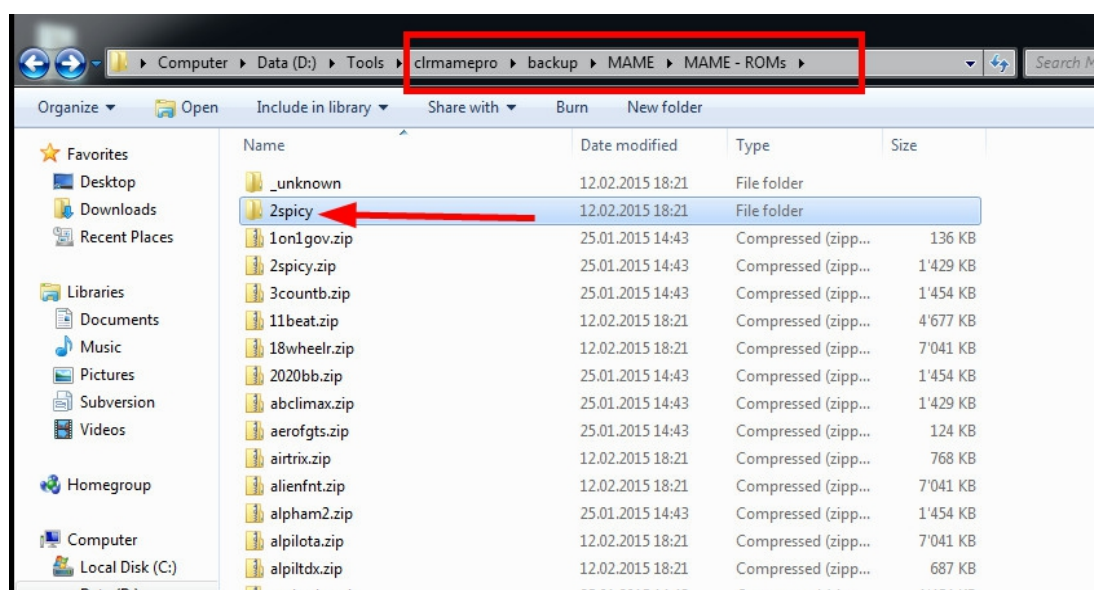 Computer ▸ Data (D:) ▸ Tools ▸ clrmamepro ▸ backup ▸ MAME ▸ MAME - ROMs ▸ Search M
Organize Open Include in library Share with Burn New folder
Favorites
Desktop
Downloads
Recent Places
Libraries
Documents
Music
Pictures
Subversion
Videos
Homegroup
Computer
Local Disk (C:)
Name Date modified Type Size
_unknown 12.02.2015 18:21 File folder
2spicy 12.02.2015 18:21 File folder
1on1gov.zip 25.01.2015 14:43 Compressed (zipp... 136 KB
2spicy.zip 25.01.2015 14:43 Compressed (zipp... 1'429 KB
3countb.zip 25.01.2015 14:43 Compressed (zipp... 1'454 KB
11beat.zip 12.02.2015 18:21 Compressed (zipp... 4'677 KB
18wheelr.zip 12.02.2015 18:21 Compressed (zipp... 7'041 KB
2020bb.zip 25.01.2015 14:43 Compressed (zipp... 1'454 KB
abclimax.zip 25.01.2015 14:43 Compressed (zipp... 1'429 KB
aerofgts.zip 25.01.2015 14:43 Compressed (zipp... 124 KB
airtrix.zip 12.02.2015 18:21 Compressed (zipp... 768 KB
alienfnt.zip 12.02.2015 18:21 Compressed (zipp... 7'041 KB
alpham2.zip 25.01.2015 14:43 Compressed (zipp... 1'454 KB
alpilota.zip 12.02.2015 18:21 Compressed (zipp... 7'041 KB
alpiltdx.zip 12.02.2015 18:21 Compressed (zipp... 687 KB